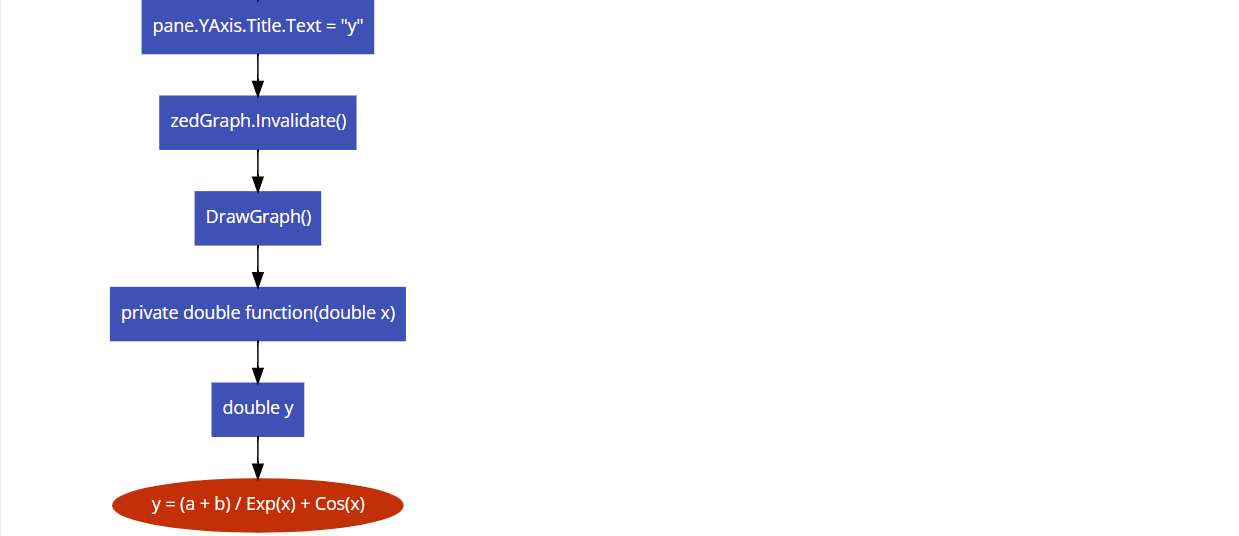 pane.YAxis.Title.Text = "y"
zedGraph.Invalidate()
DrawGraph()
private double function(double x)
double y
y = (a + b) / Exp(x) + Cos(x)